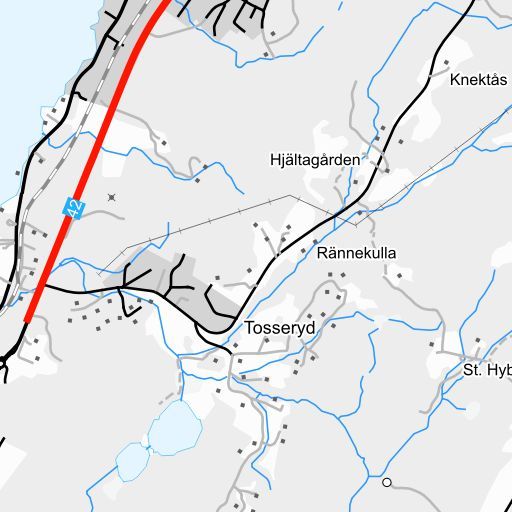 Knektås
Hjältagården
42
Rännekulla
Tosseryd
St. Hyb